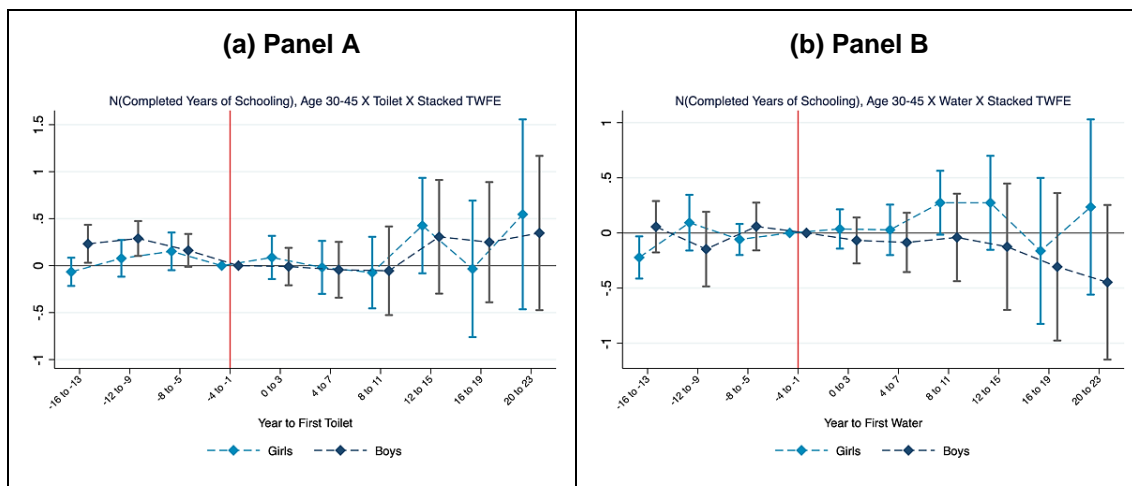 (a) Panel A
N(Completed Years of Schooling), Age 30-45 X Toilet X Stacked TWFE
1.5
1
.5
0
-.5
-1
-16 to -13
-12 to -9
-8 to -5
-4 to -1
0 to 3
4 to 7
8 to 11
12 to 15
16 to 19
20 to 23
Year to First Toilet
Girls Boys
(b) Panel B
N(Completed Years of Schooling), Age 30-45 X Water X Stacked TWFE
1
.5
0
-.5
-1
-16 to -13
-12 to -9
-8 to -5
-4 to -1
0 to 3
4 to 7
8 to 11
12 to 15
16 to 19
20 to 23
Year to First Water
Girls Boys